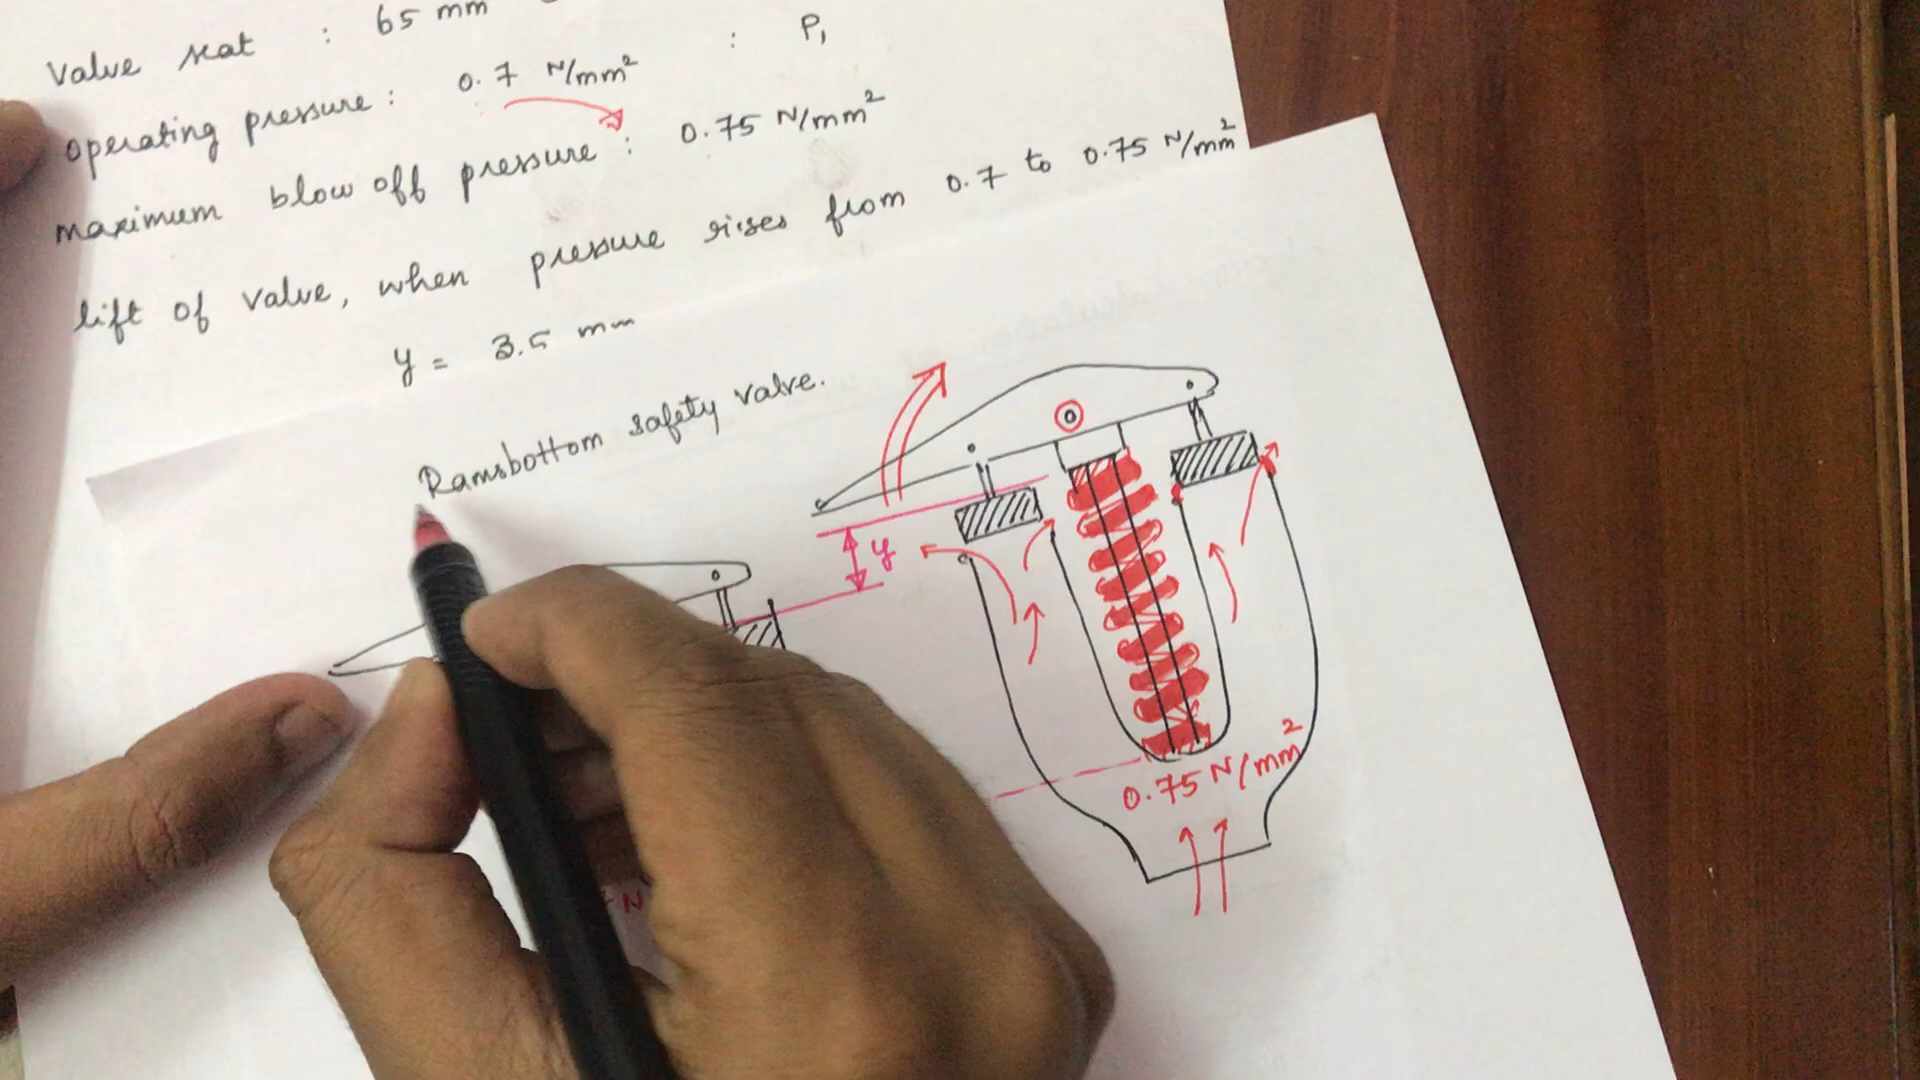 Valve seat : 65 mm
Operating pressure : 0.7 N/mm² : P₁
maximum blow off pressure : 0.75 N/mm²
lift of valve, when pressure rises from 0.7 to 0.75 N/mm²
y = 3.5 mm
Ramsbottom safety valve.
y
0.75 N/mm²
N